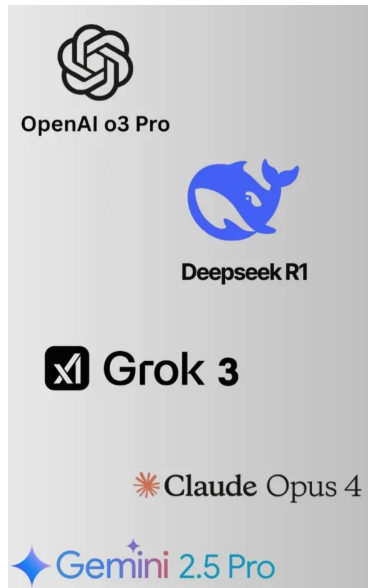 OpenAI o3 Pro
Deepseek R1
Grok 3
Claude Opus 4
Gemini 2.5 Pro